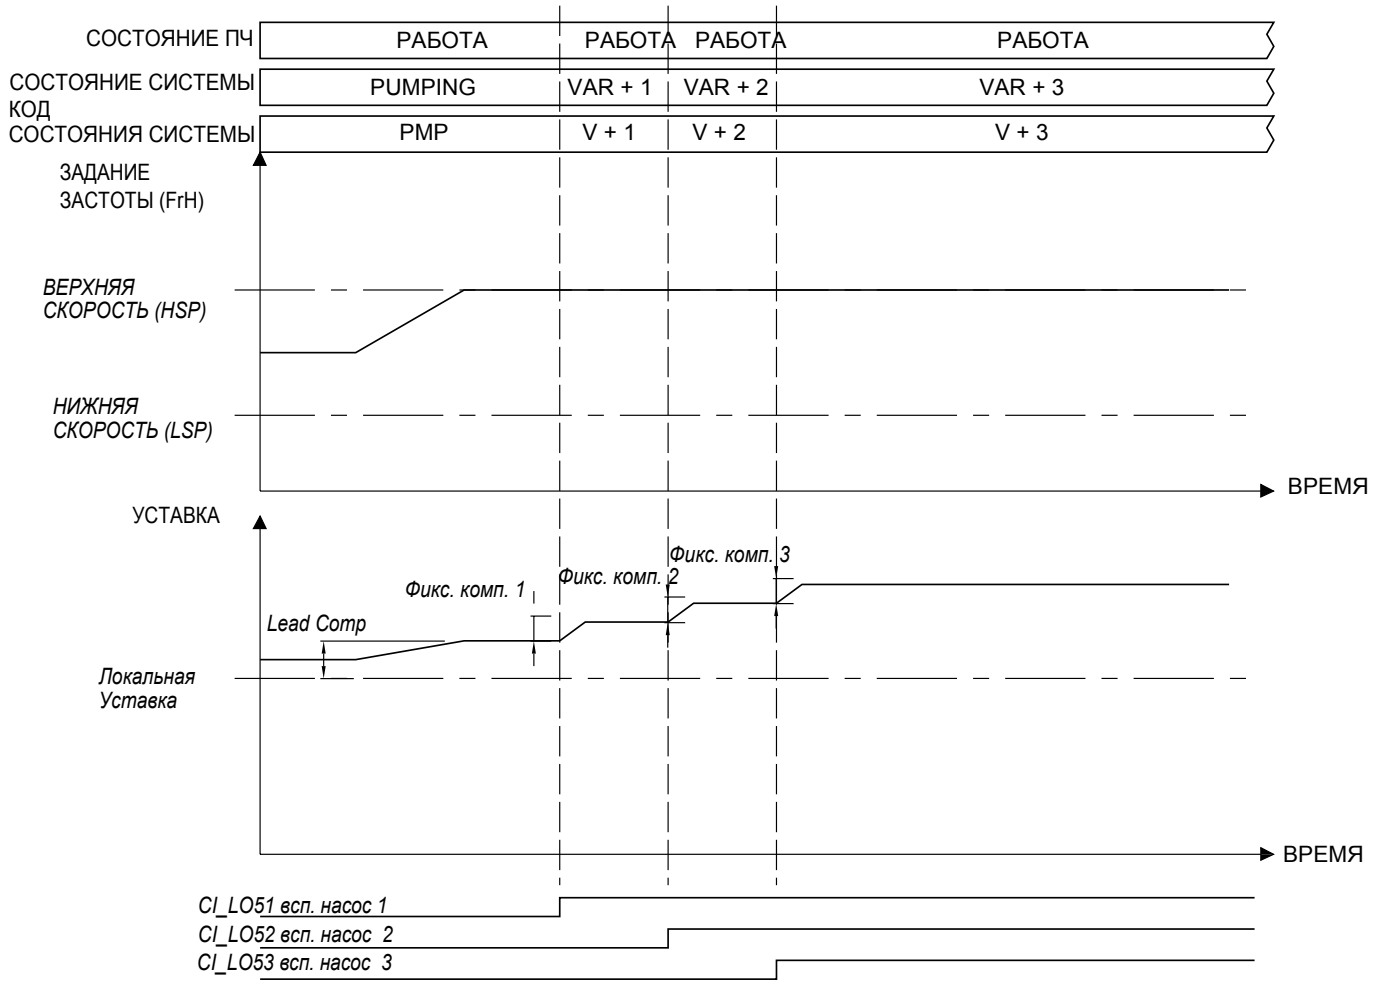 СОСТОЯНИЕ ПЧ РАБОТА РАБОТА РАБОТА РАБОТА
СОСТОЯНИЕ СИСТЕМЫ PUMPING VAR + 1 VAR + 2 VAR + 3
КОД
СОСТОЯНИЯ СИСТЕМЫ PMP V + 1 V + 2 V + 3
ЗАДАНИЕ
ЗАСТОТЫ (FrH)
ВЕРХНЯЯ
СКОРОСТЬ (HSP)
НИЖНЯЯ
СКОРОСТЬ (LSP)
ВРЕМЯ
УСТАВКА
Фикс. комп. 3
Фикс. комп. 2
Фикс. комп. 1
Lead Comp
Локальная
Уставка
ВРЕМЯ
CI_LO51 всп. насос 1
CI_LO52 всп. насос 2
CI_LO53 всп. насос 3